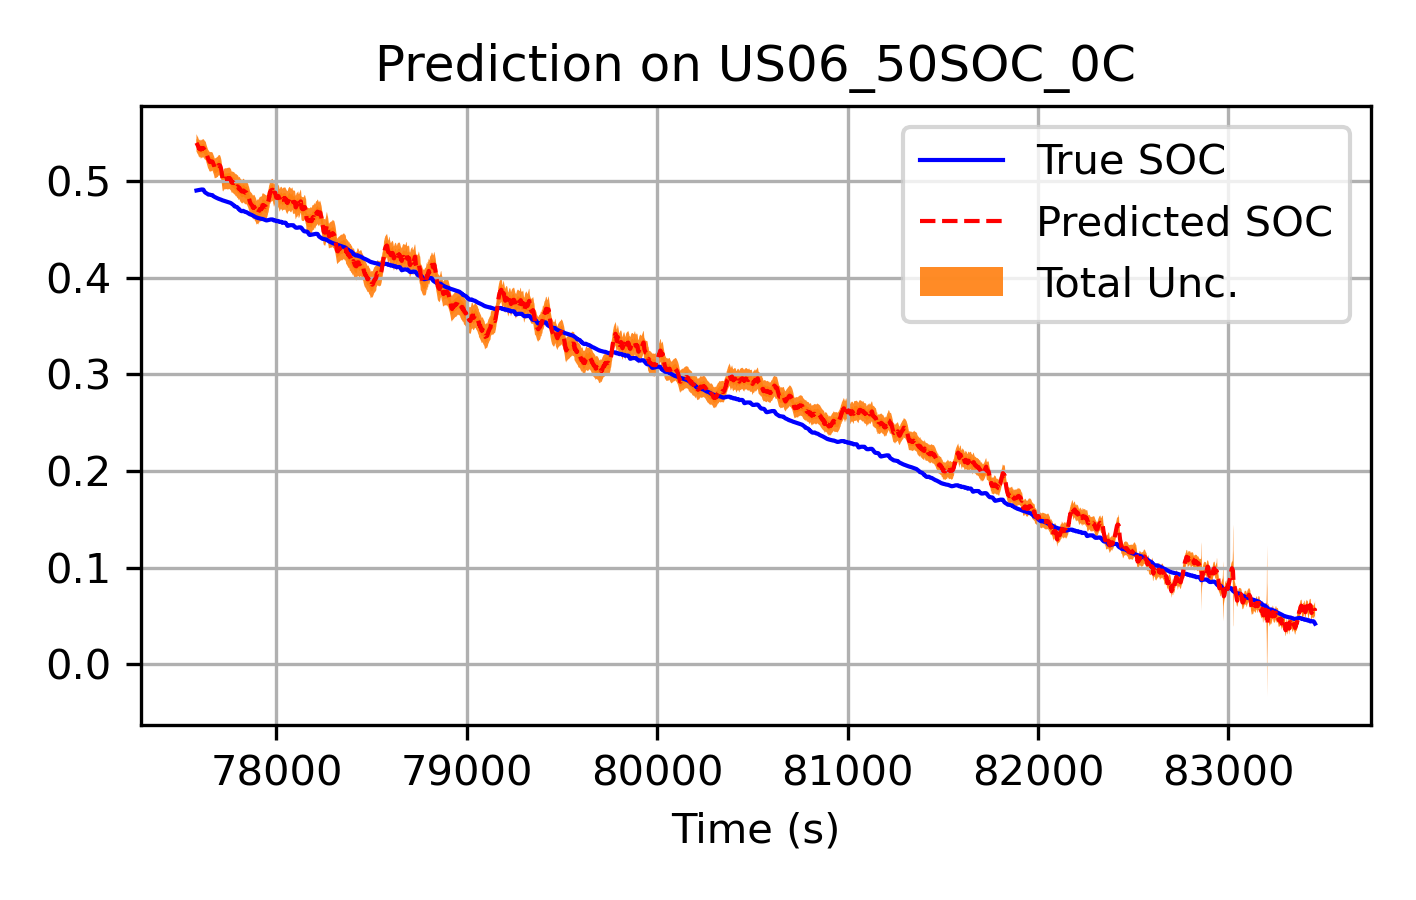 Prediction on US06_50SOC_0C
True SOC
Predicted SOC
Total Unc.
0.5
0.4
0.3
0.2
0.1
0.0
78000 79000 80000 81000 82000 83000
Time (s)